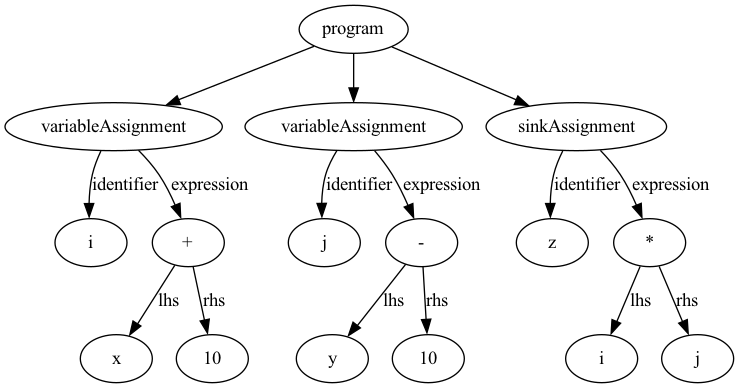 program
variableAssignment
variableAssignment
sinkAssignment
identifier
expression
identifier
expression
identifier
expression
i
+
j
-
z
*
lhs
rhs
lhs
rhs
lhs
rhs
x
10
y
10
i
j